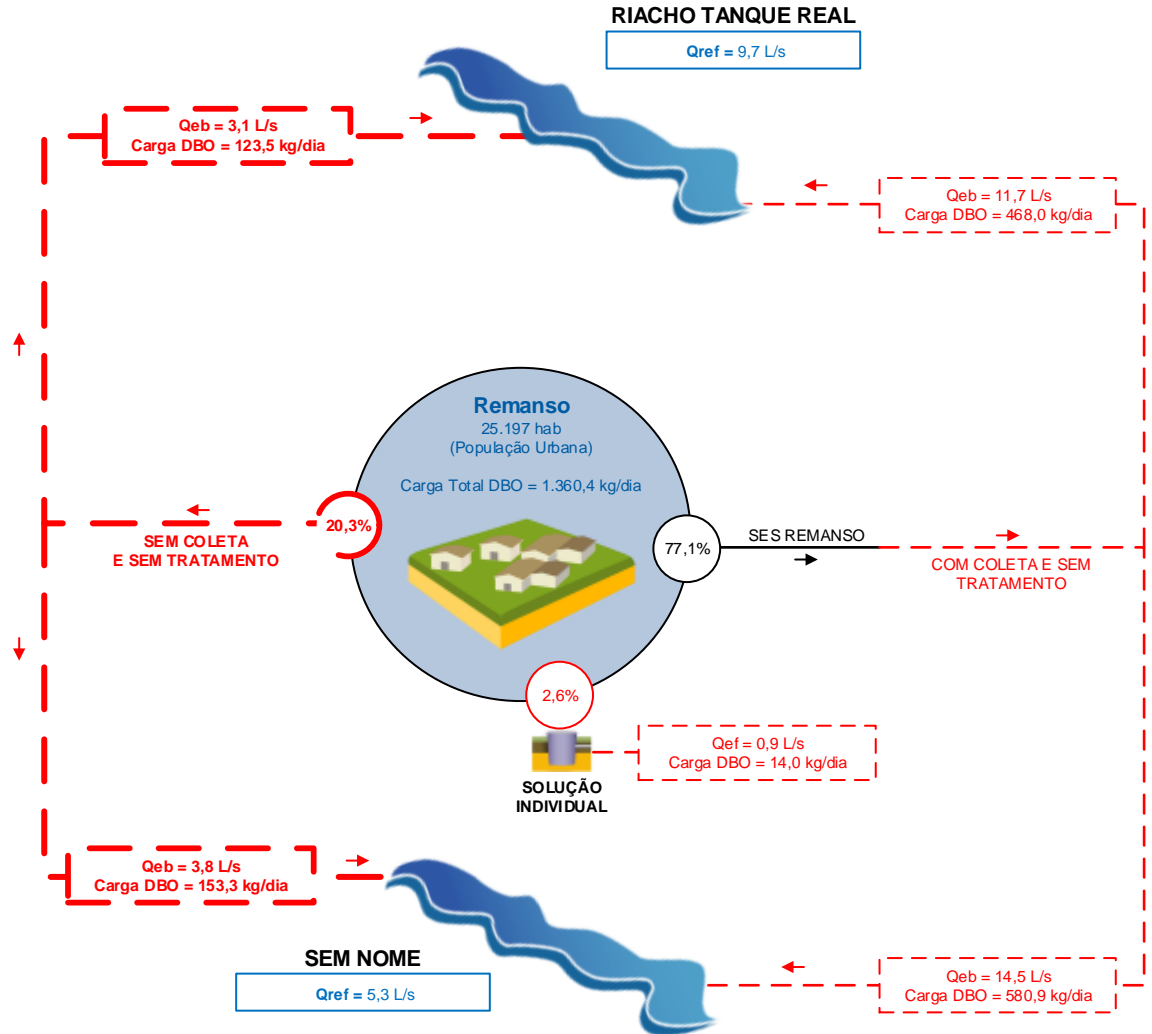 RIACHO TANQUE REAL
Qref = 9,7 L/s
Qeb = 3,1 L/s
Carga DBO = 123,5 kg/dia
Qeb = 11,7 L/s
Carga DBO = 468,0 kg/dia
Remanso
25.197 hab
(População Urbana)
Carga Total DBO = 1.360,4 kg/dia
20,3%
SEM COLETA
E SEM TRATAMENTO
77,1%
SES REMANSO
COM COLETA E SEM
TRATAMENTO
2,6%
SOLUÇÃO
INDIVIDUAL
Qef = 0,9 L/s
Carga DBO = 14,0 kg/dia
Qeb = 3,8 L/s
Carga DBO = 153,3 kg/dia
SEM NOME
Qref = 5,3 L/s
Qeb = 14,5 L/s
Carga DBO = 580,9 kg/dia